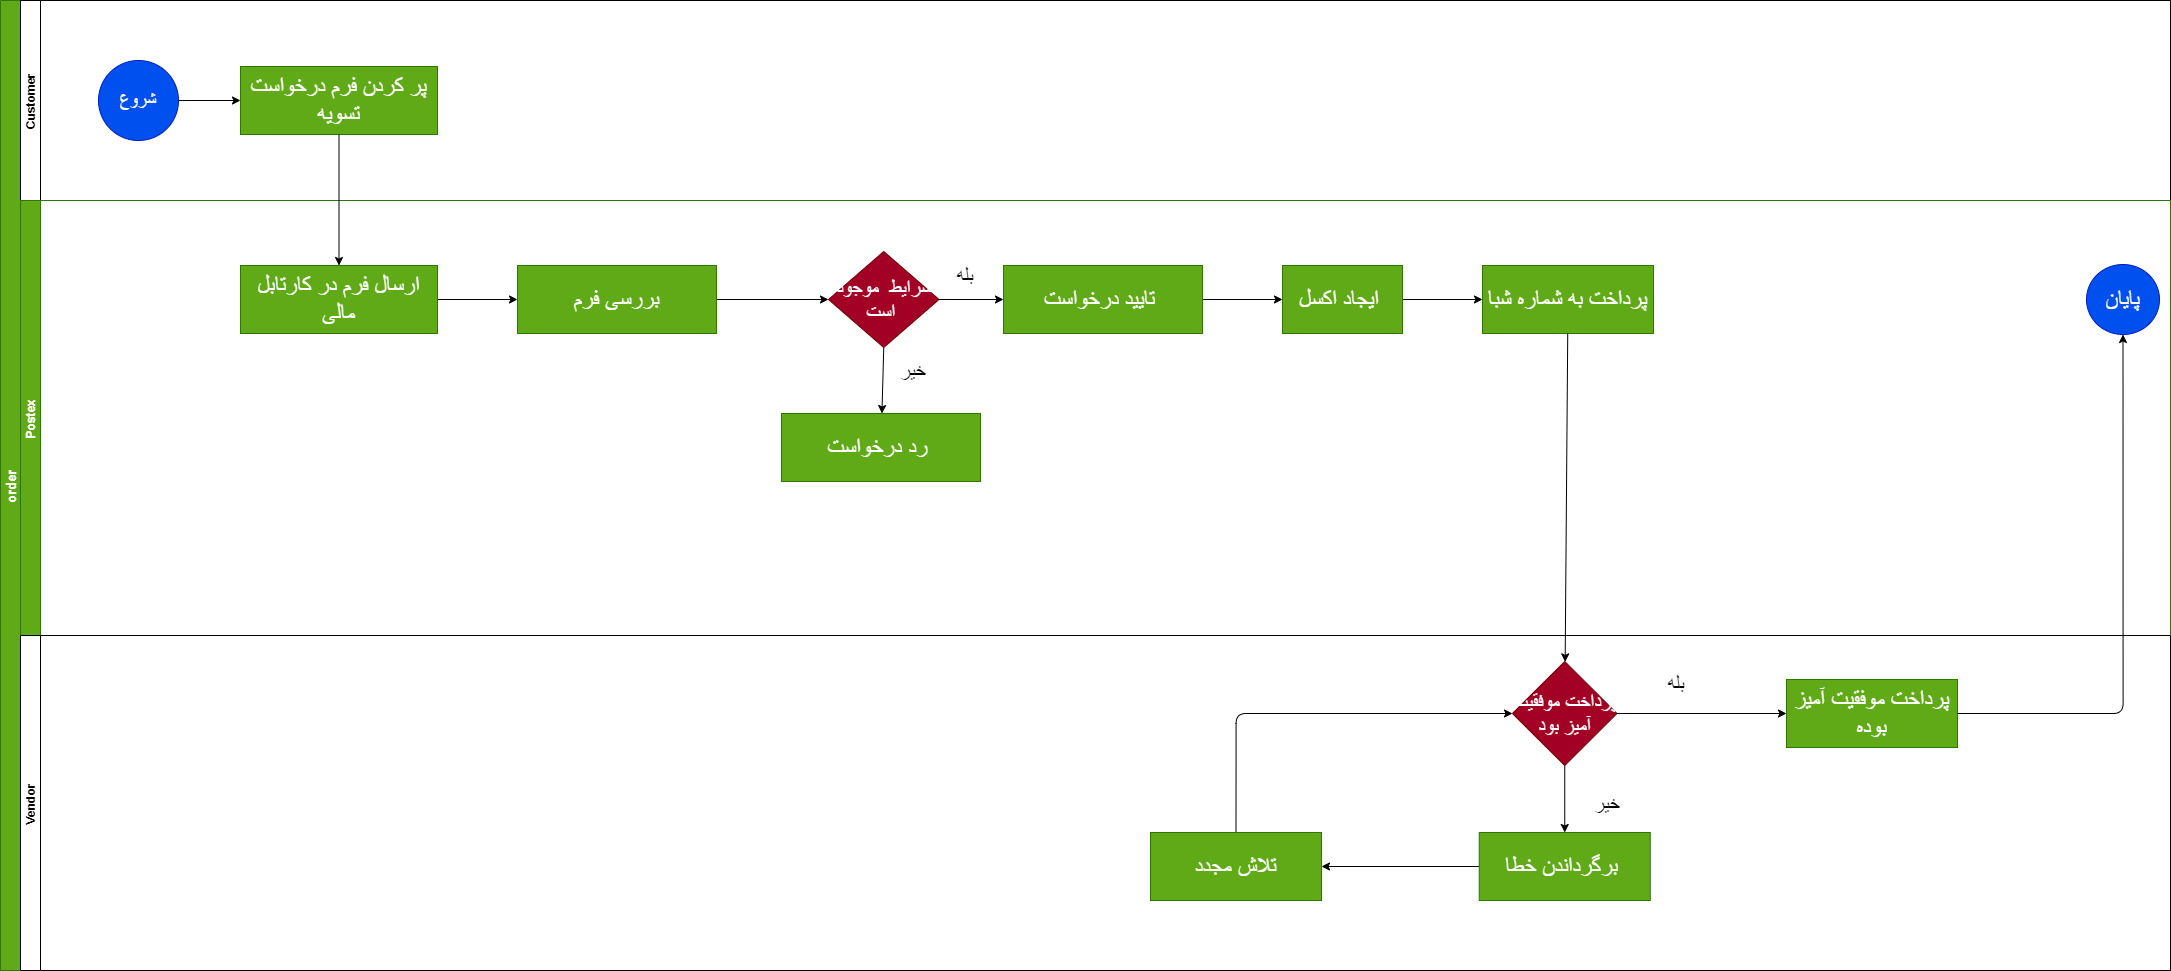 order
Customer
شروع
پر کردن فرم درخواست
تسویه
Postex
ارسال فرم در کارتابل
مالی
بررسی فرم
شرایط موجود
است
بله
خیر
رد درخواست
تایید درخواست
ایجاد اکسل
پرداخت به شماره شبا
پایان
Vendor
پرداخت موفقیت
آمیز بود
بله
پرداخت موفقیت آمیز
بوده
خیر
برگرداندن خطا
تلاش مجدد